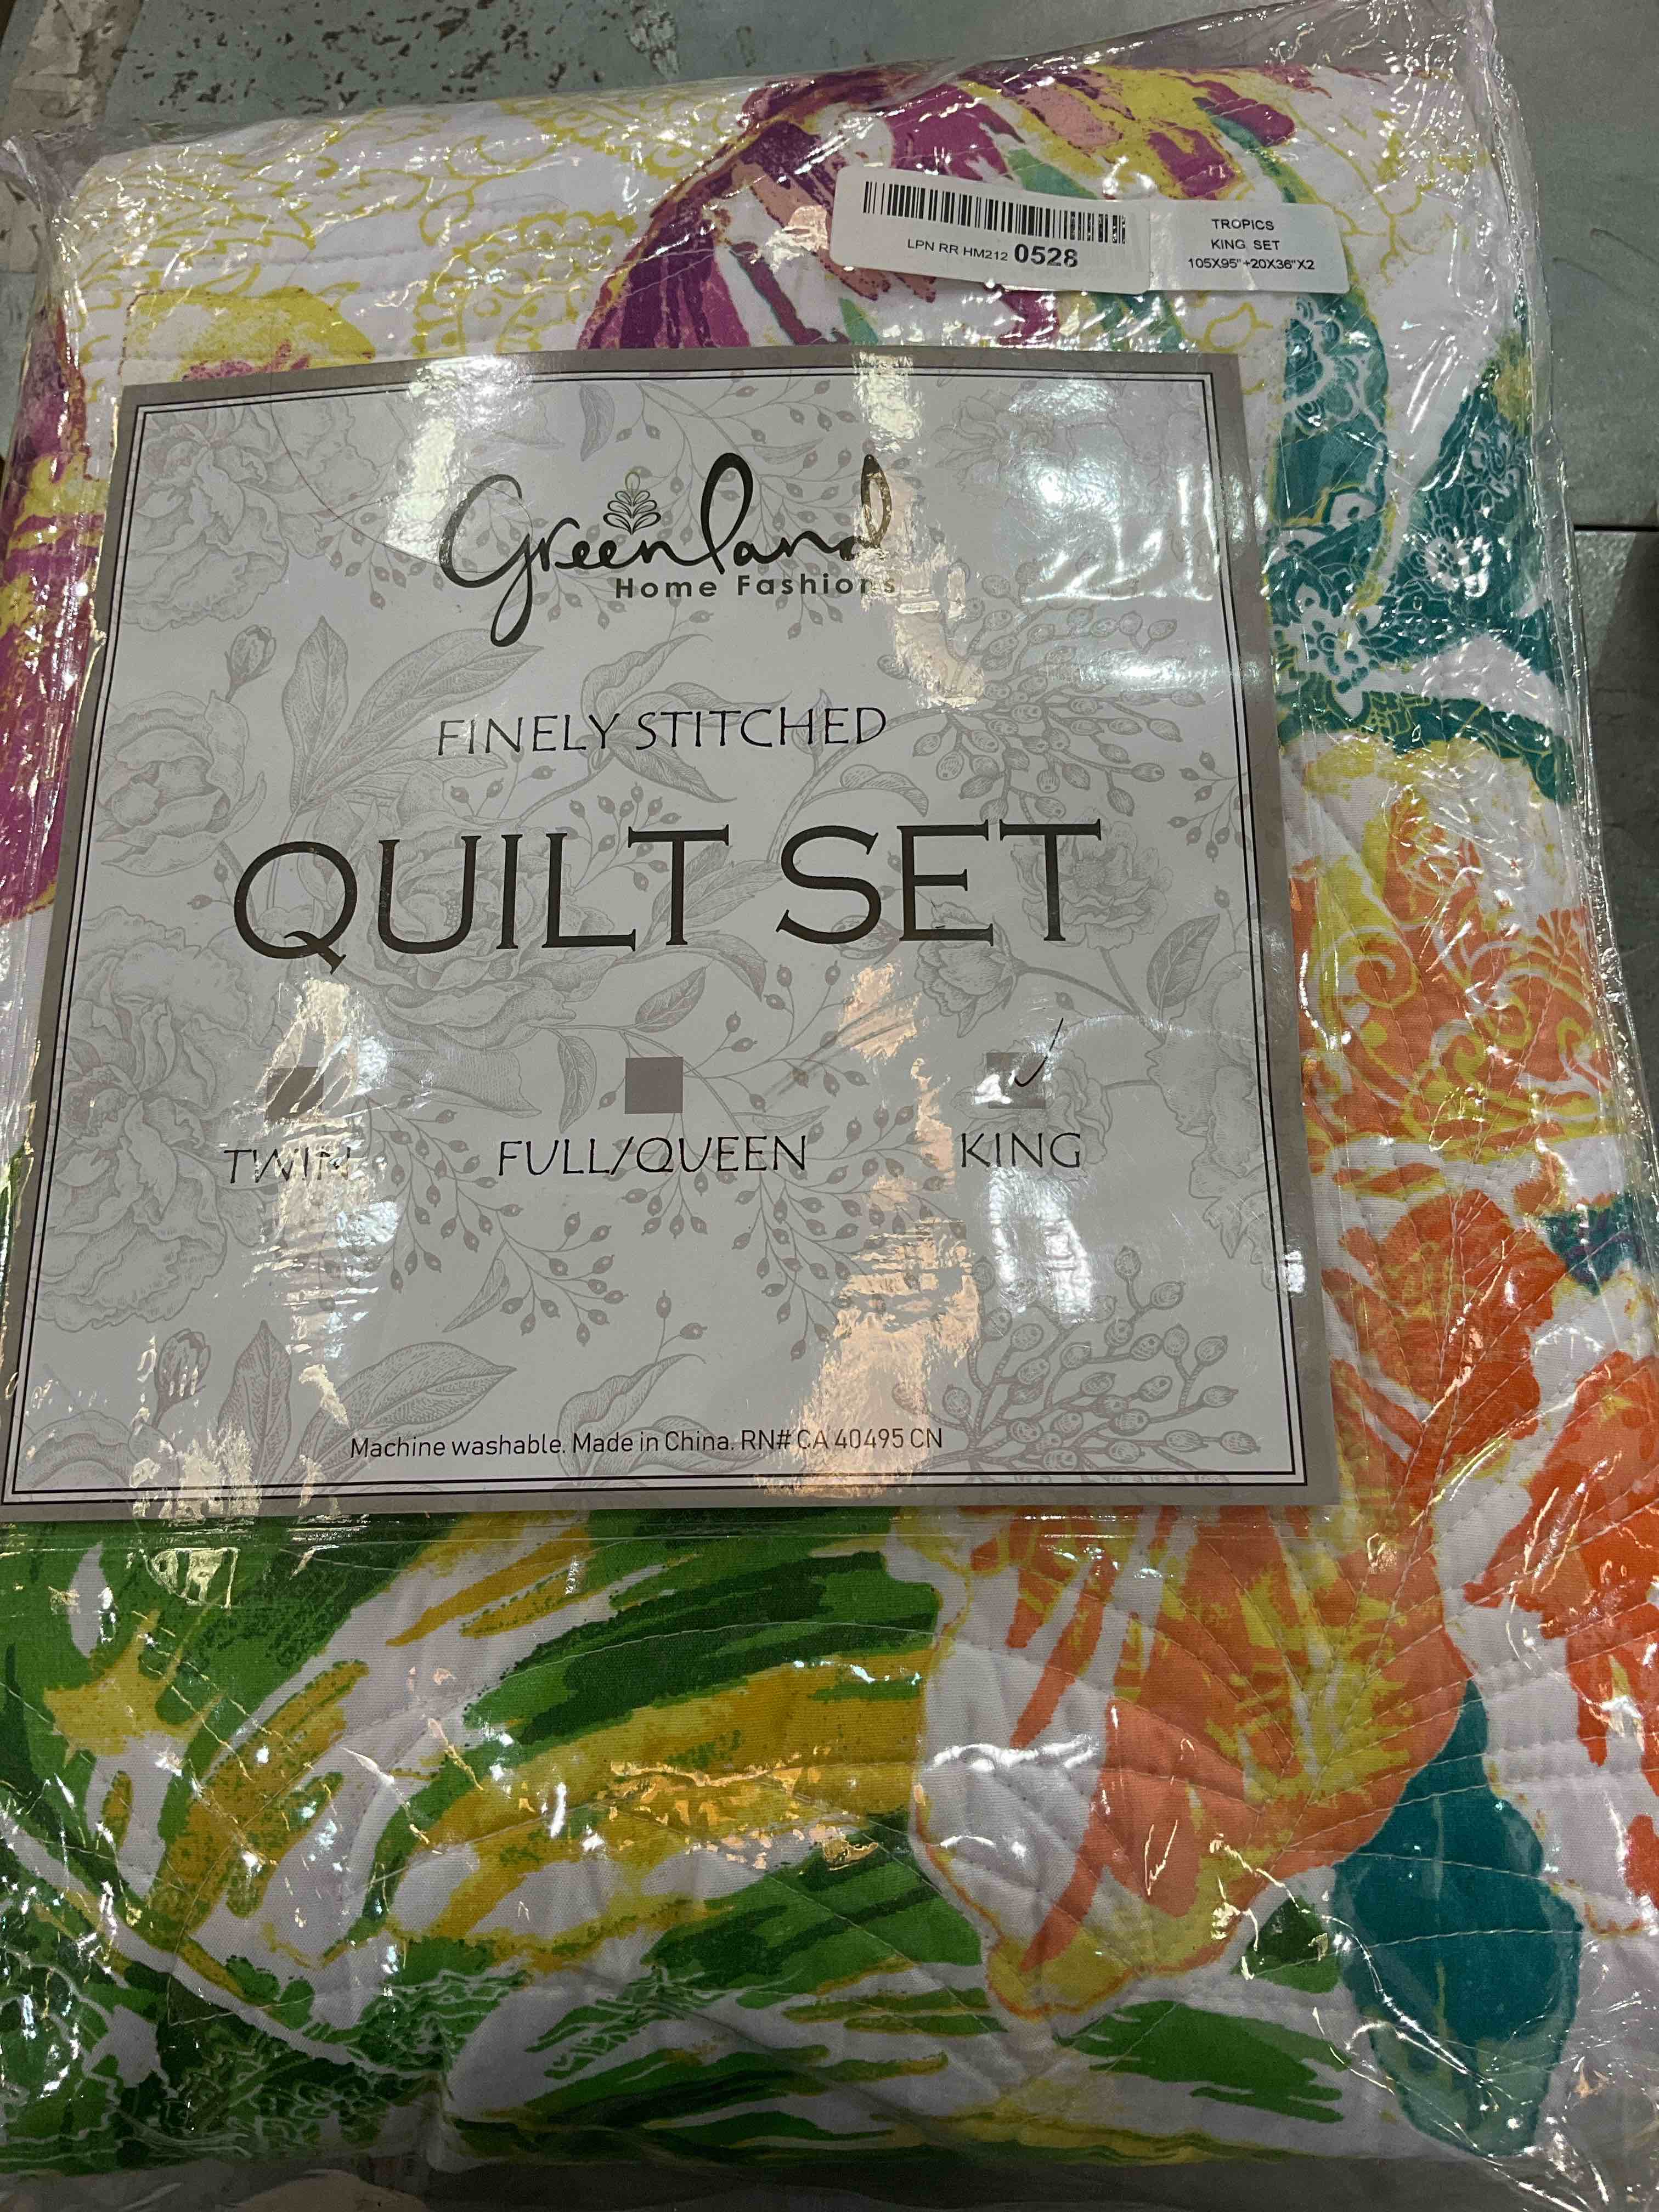 LPN RR HM212 0528
TROPICS
KING SET
105X95"+20X36"X2
Greenland
Home Fashions
FINELY STITCHED
QUILT SET
TWIN
FULL/QUEEN
KING
Machine washable. Made in China. RN# CA 40495 CN